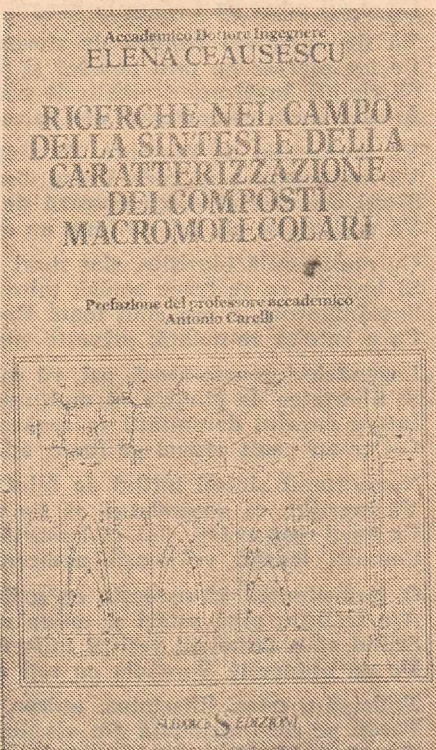 Accademico Dottore Ingegnere
ELENA CEAUSESCU
RICERCHE NEL CAMPO
DELLA SINTESI E DELLA
CARATTERIZZAZIONE
DEI COMPOSTI
MACROMOLECOLARI
Prefazione del professore accademico
Antonio Carelli
EDIZIONI